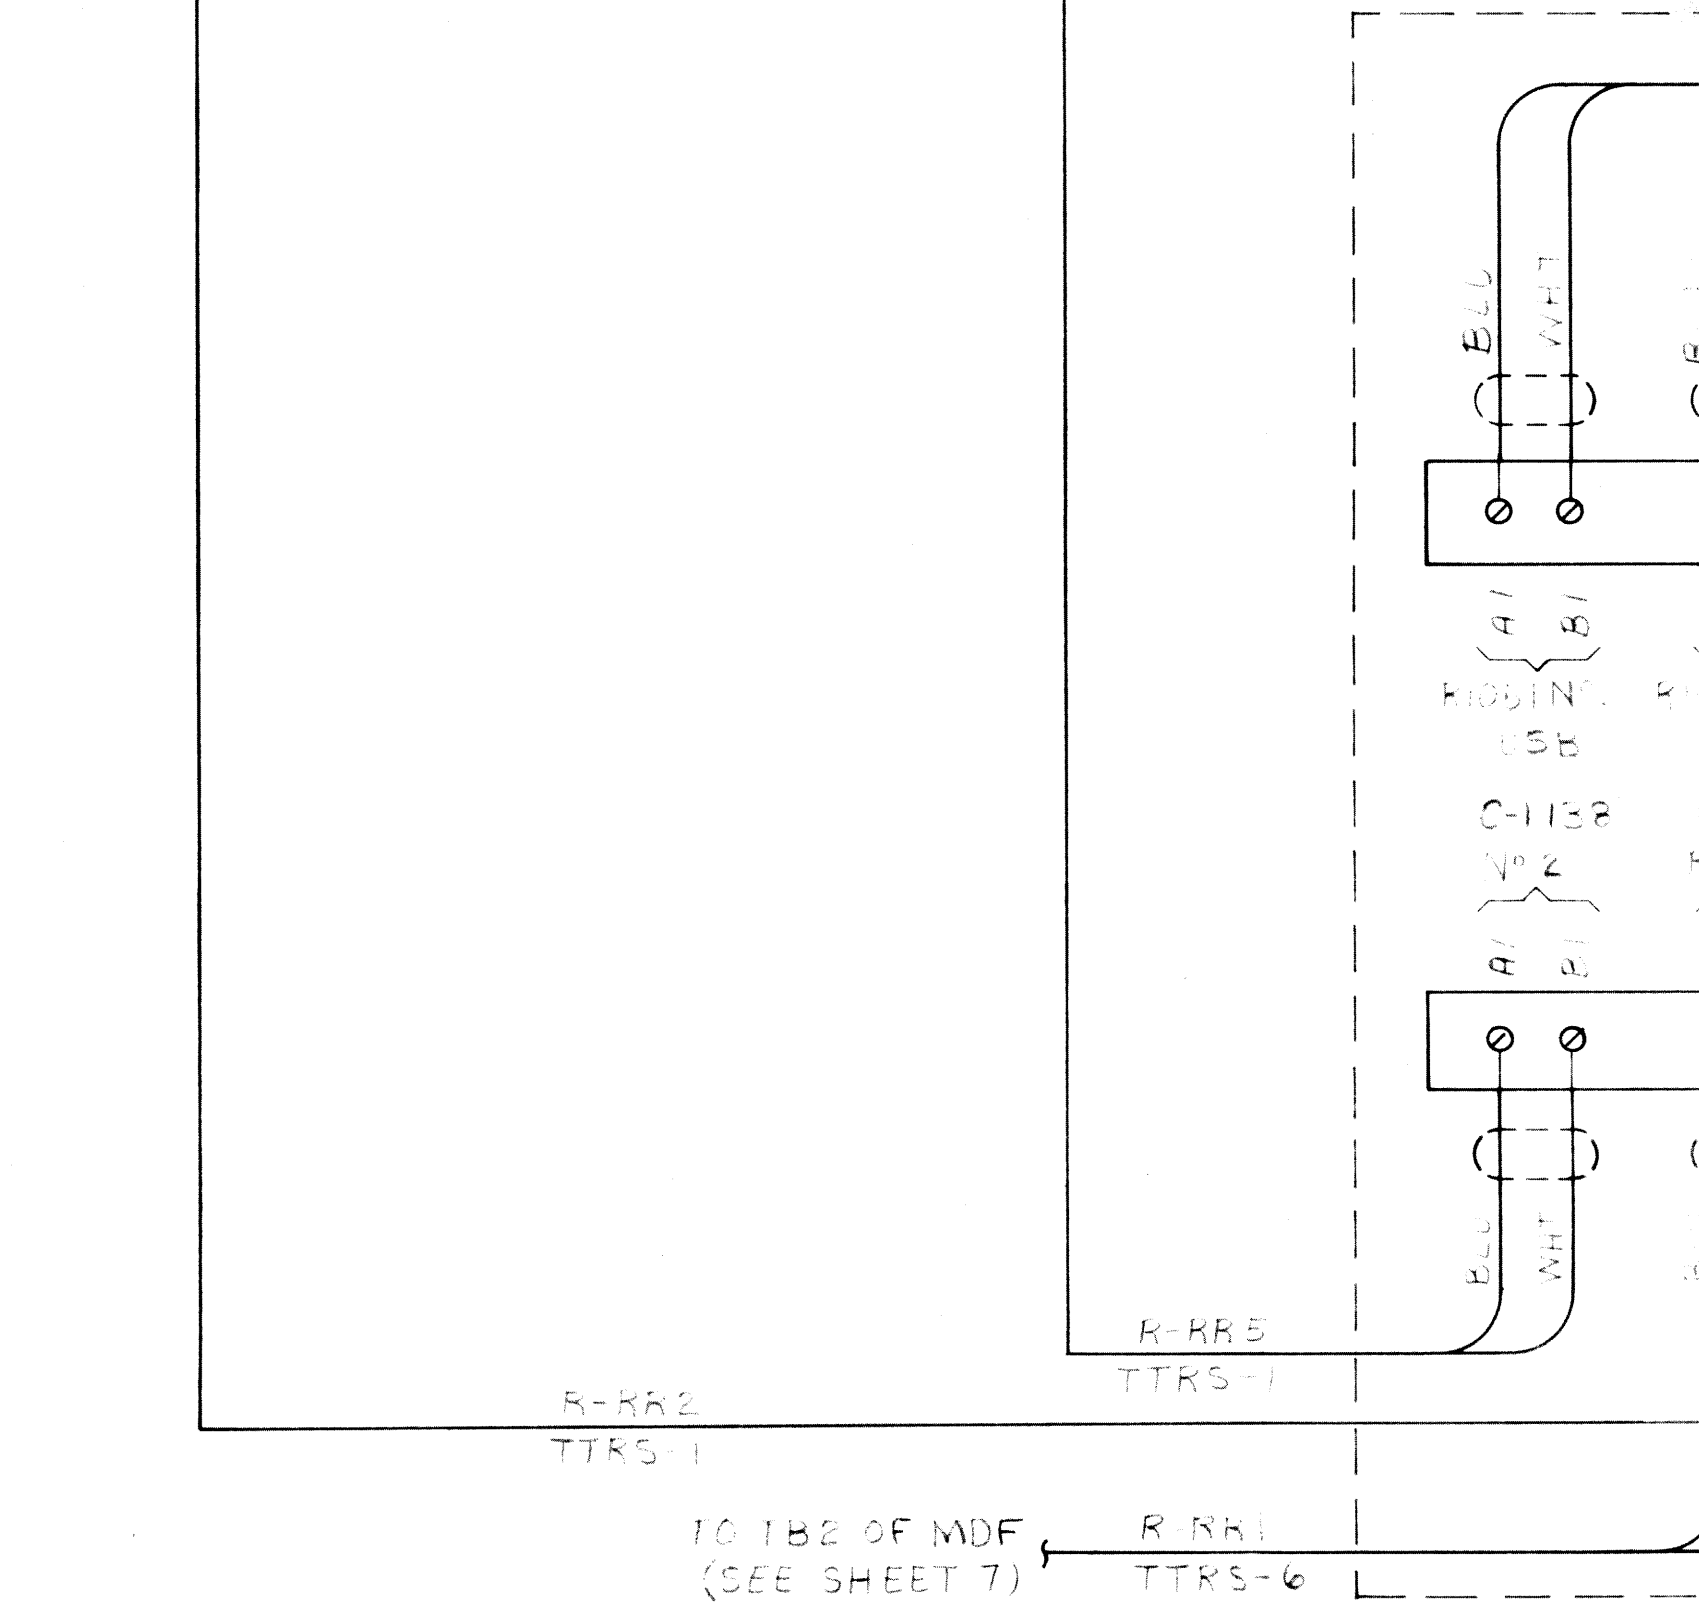 BLU
WHT
A1
B1
USB
C-1138
Nº 2
A1
B1
BLU
WHT
R-RR5
TTRS-1
R-RR2
TTRS-1
TO TB2 OF MDF
(SEE SHEET 7)
R-RR1
TTRS-6